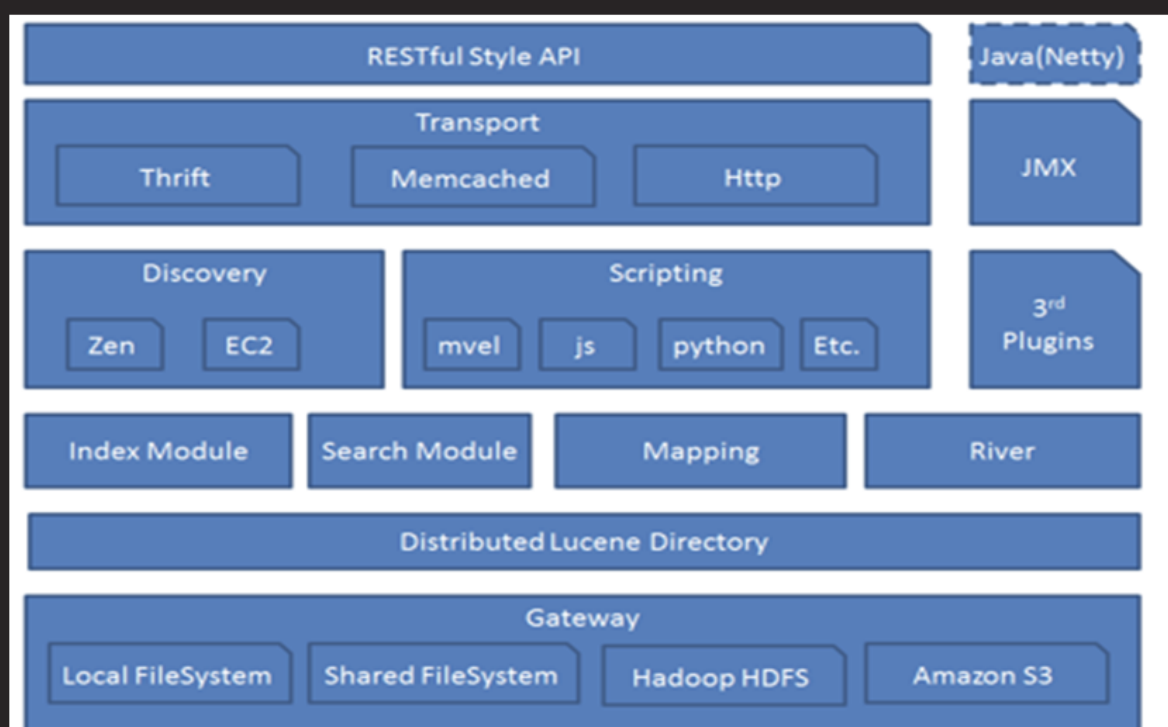 RESTful Style API
Java(Netty)
Transport
Thrift
Memcached
Http
JMX
Discovery
Zen
EC2
Scripting
mvel
js
python
Etc.
3rd
Plugins
Index Module
Search Module
Mapping
River
Distributed Lucene Directory
Gateway
Local FileSystem
Shared FileSystem
Hadoop HDFS
Amazon S3